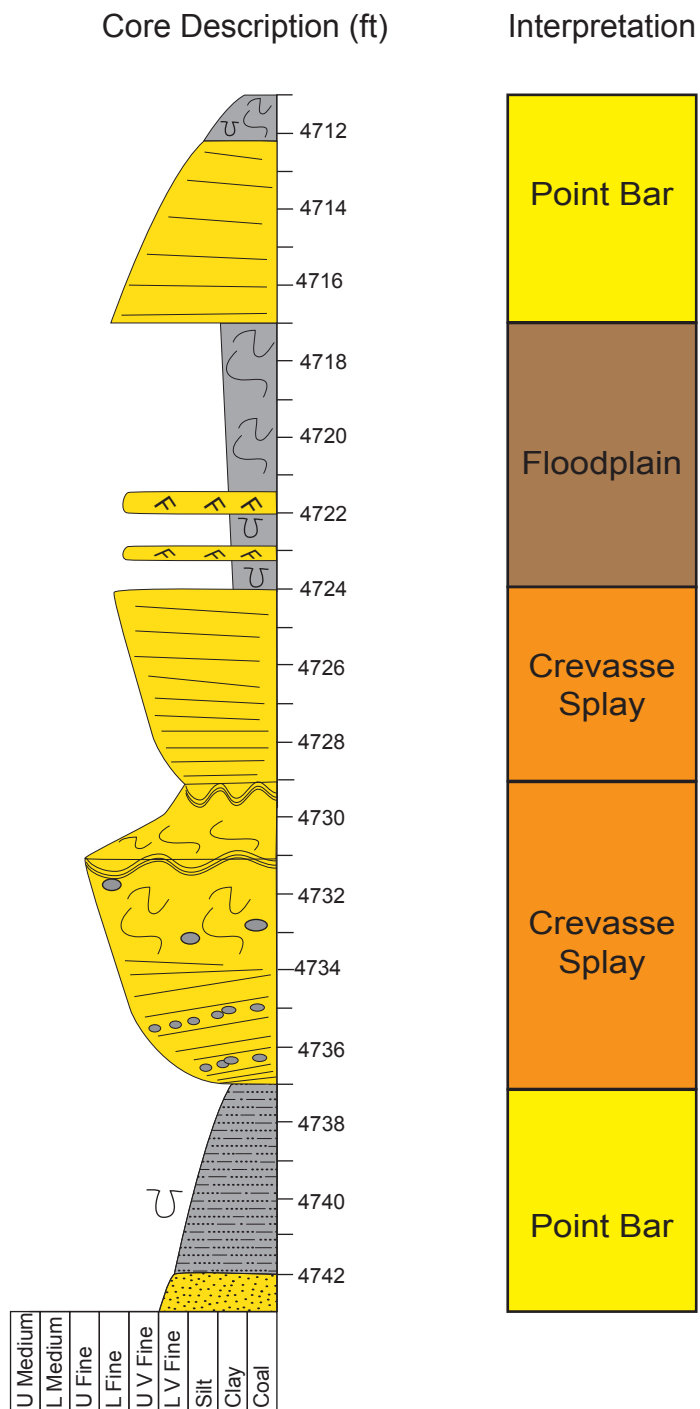 Core Description (ft)
Interpretation
4712
4714
4716
4718
4720
4722
4724
4726
4728
4730
4732
4734
4736
4738
4740
4742
Point Bar
Floodplain
Crevasse
Splay
Crevasse
Splay
Point Bar
F F F
F F F
U Medium
L Medium
U Fine
L Fine
U V Fine
L V Fine
Silt
Clay
Coal